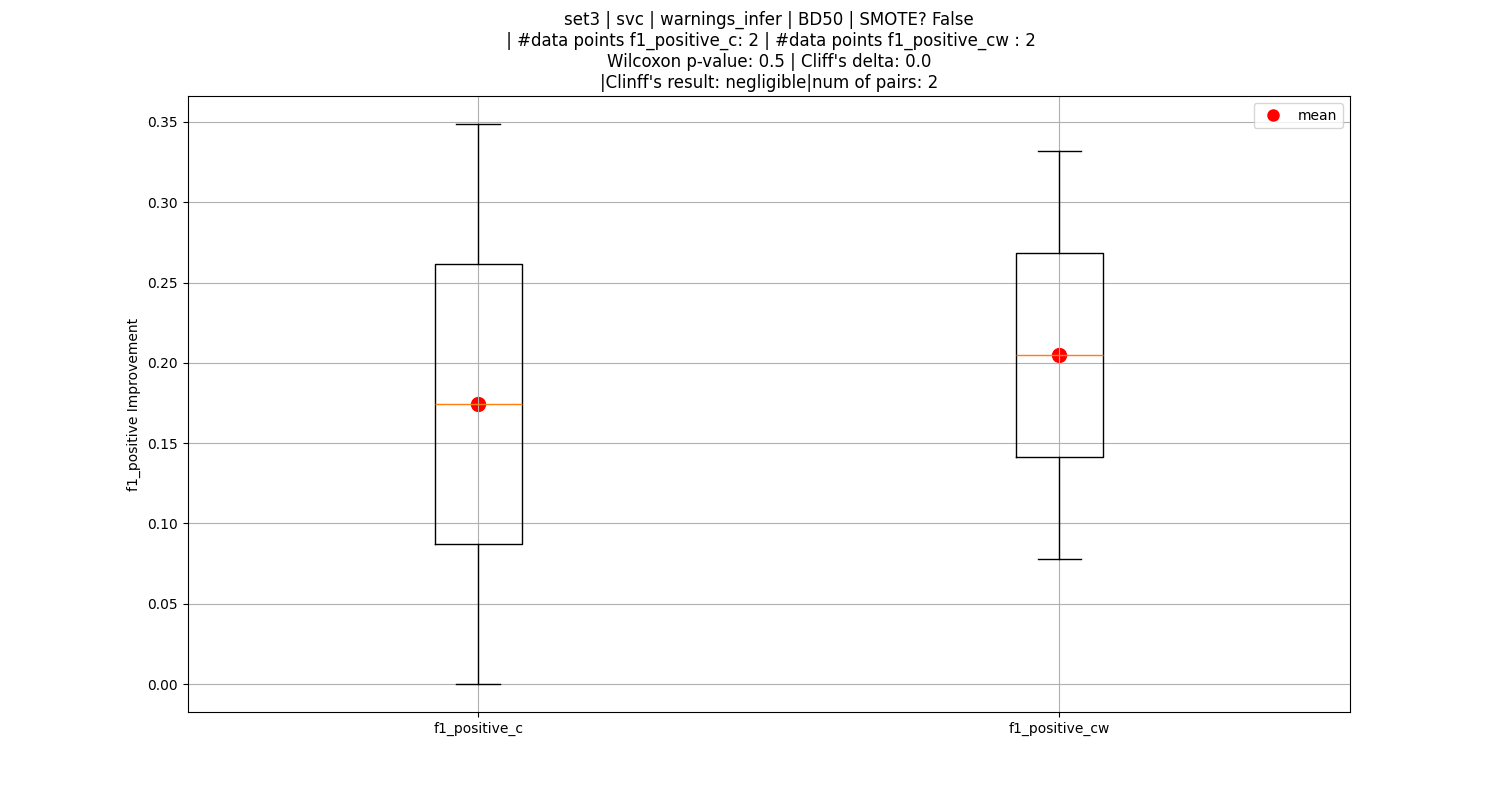 set3 | svc | warnings_infer | BD50 | SMOTE? False
| #data points f1_positive_c: 2 | #data points f1_positive_cw : 2
Wilcoxon p-value: 0.5 | Cliff's delta: 0.0
|Clinff's result: negligible|num of pairs: 2
mean
0.35
0.30
0.25
0.20
0.15
0.10
0.05
0.00
f1_positive Improvement
f1_positive_c
f1_positive_cw